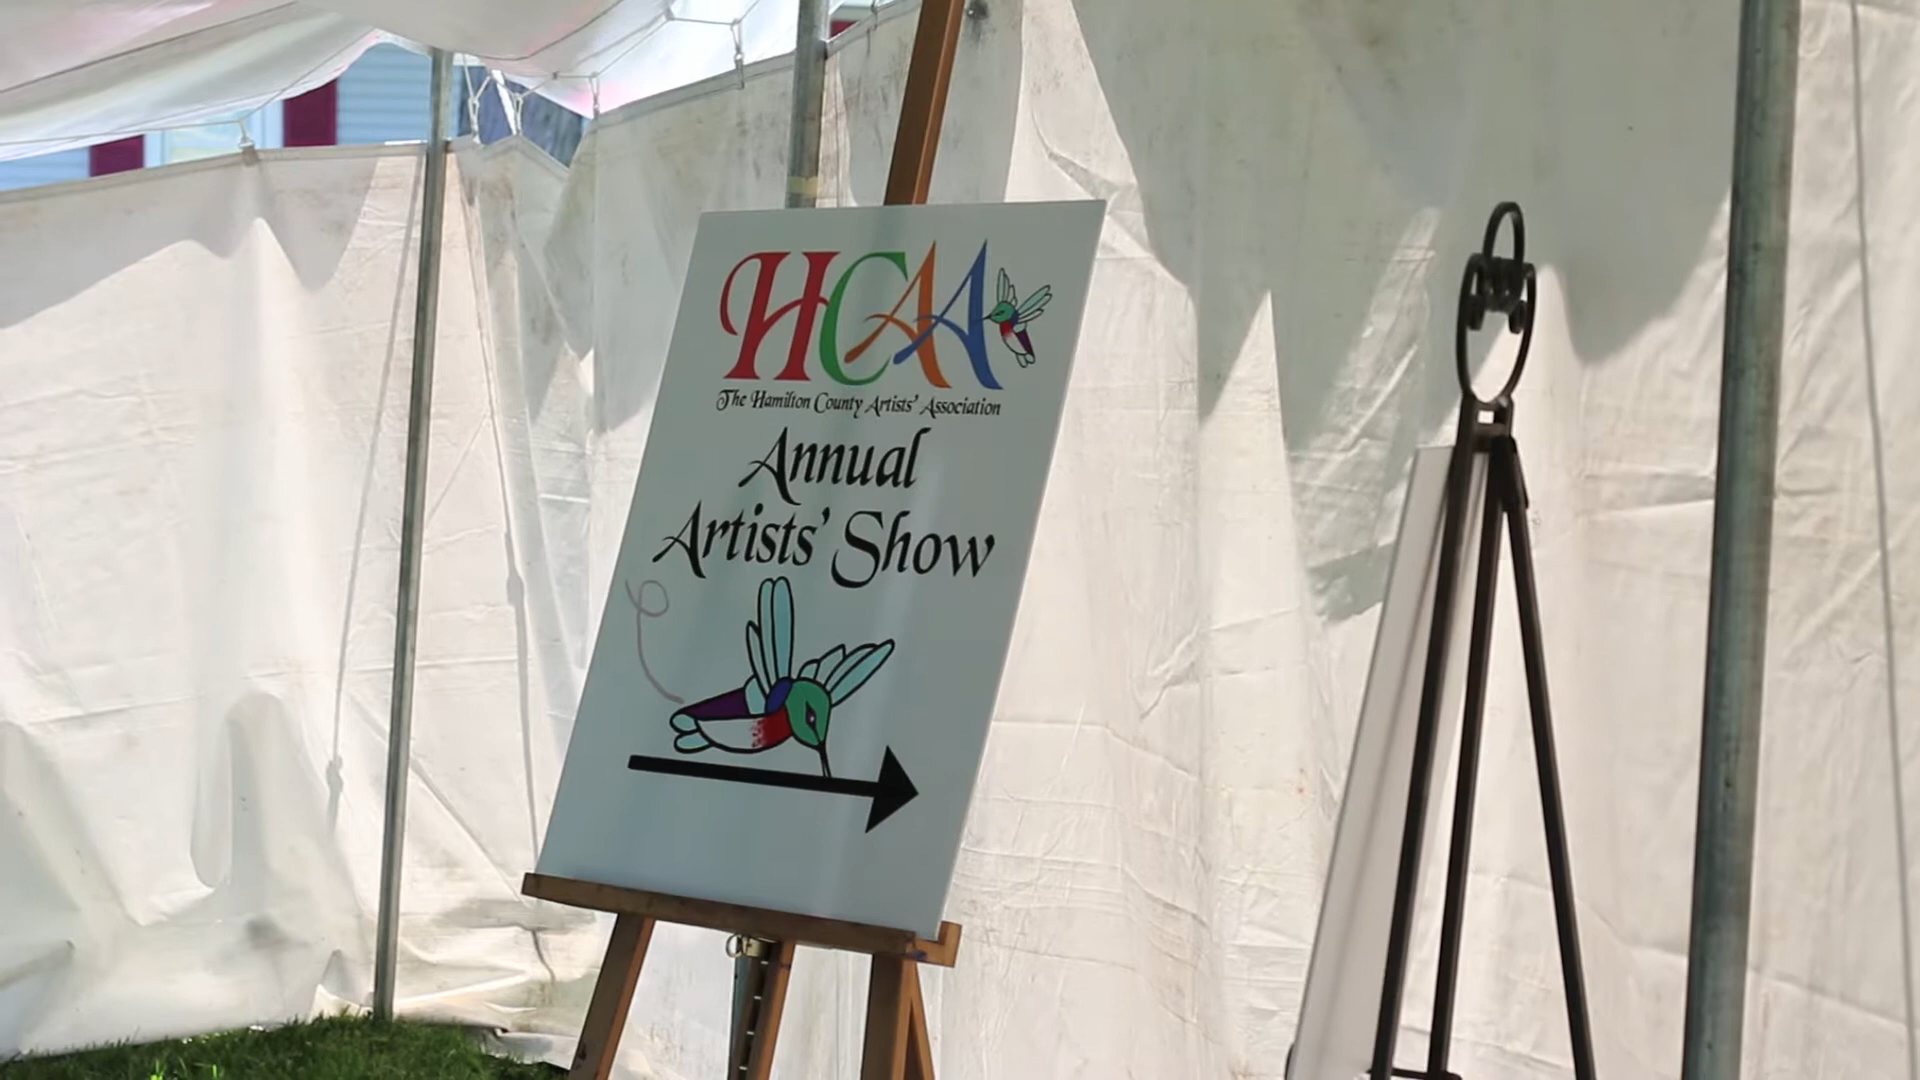 HCAA
The Hamilton County Artists' Association
Annual
Artists' Show